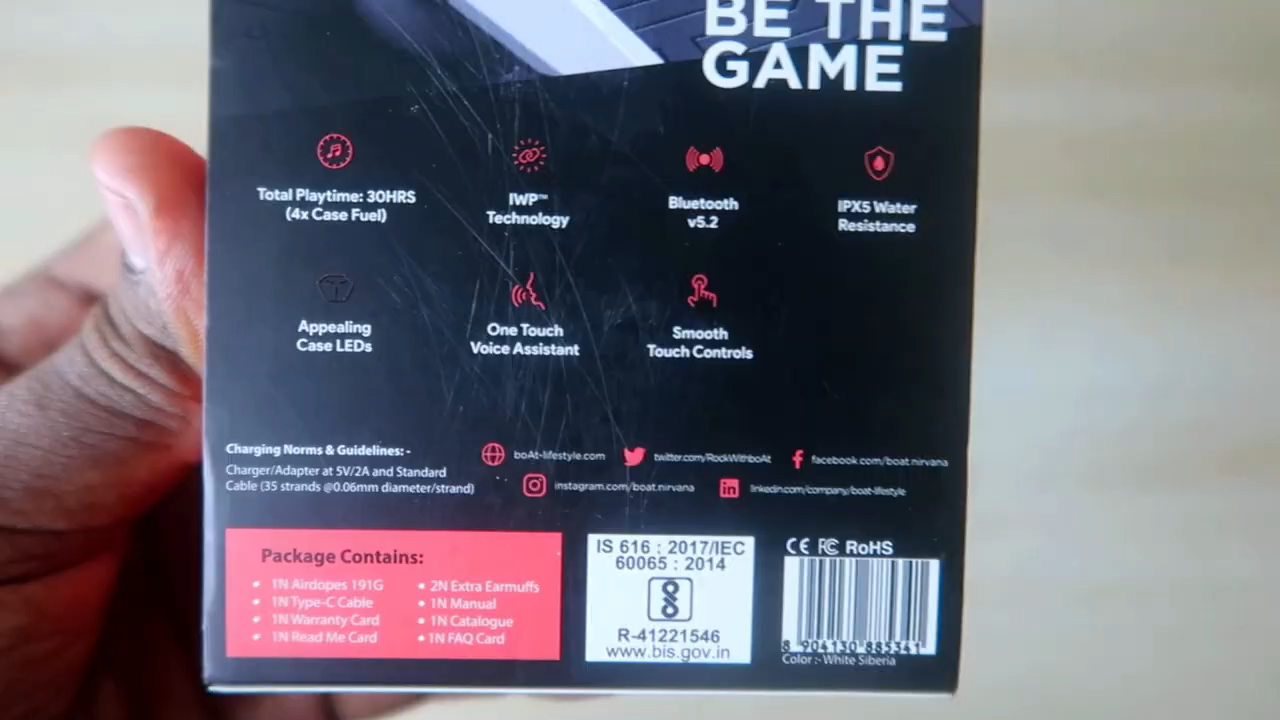 BE THE
GAME
Total Playtime: 30HRS
(4x Case Fuel)
IWP™
Technology
Bluetooth
v5.2
IPX5 Water
Resistance
Appealing
Case LEDs
One Touch
Voice Assistant
Smooth
Touch Controls
Charging Norms & Guidelines: -
Charger/Adapter at 5V/2A and Standard
Cable (35 strands @0.06mm diameter/strand)
boAt-lifestyle.com
twitter.com/RockWithboAt
facebook.com/boat.nirvana
instagram.com/boat.nirvana
linkedin.com/company/boat-lifestyle
Package Contains:
• 1N Airdopes 191G
• 1N Type-C Cable
• 1N Warranty Card
• 1N Read Me Card
• 2N Extra Earmuffs
• 1N Manual
• 1N Catalogue
• 1N FAQ Card
IS 616 : 2017/IEC
60065 : 2014
R-41221546
www.bis.gov.in
CE FC RoHS
8 904130 885341
Color :- White Siberia